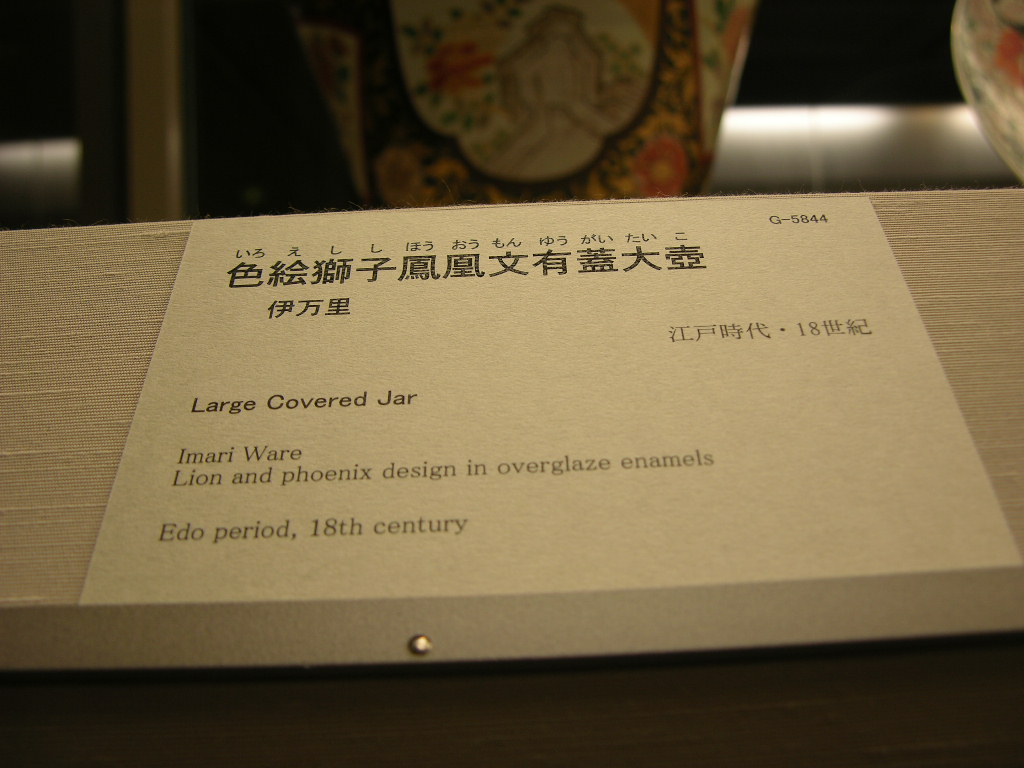 G-5844
いろ え し し ほう おう もん ゆう がい たい こ
色絵獅子鳳凰文有蓋大壺
伊万里
江戸時代・18世紀
Large Covered Jar
Imari Ware
Lion and phoenix design in overglaze enamels
Edo period, 18th century